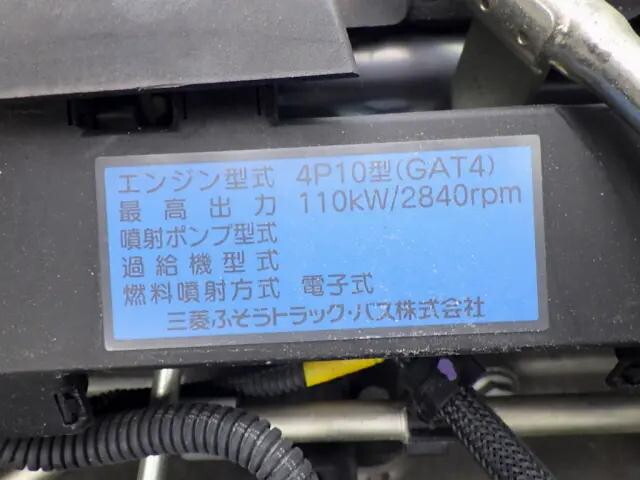 エンジン型式 4P10型(GAT4)
最高出力 110kW/2840rpm
噴射ポンプ型式
過給機型式
燃料噴射方式 電子式
三菱ふそうトラック・バス株式会社